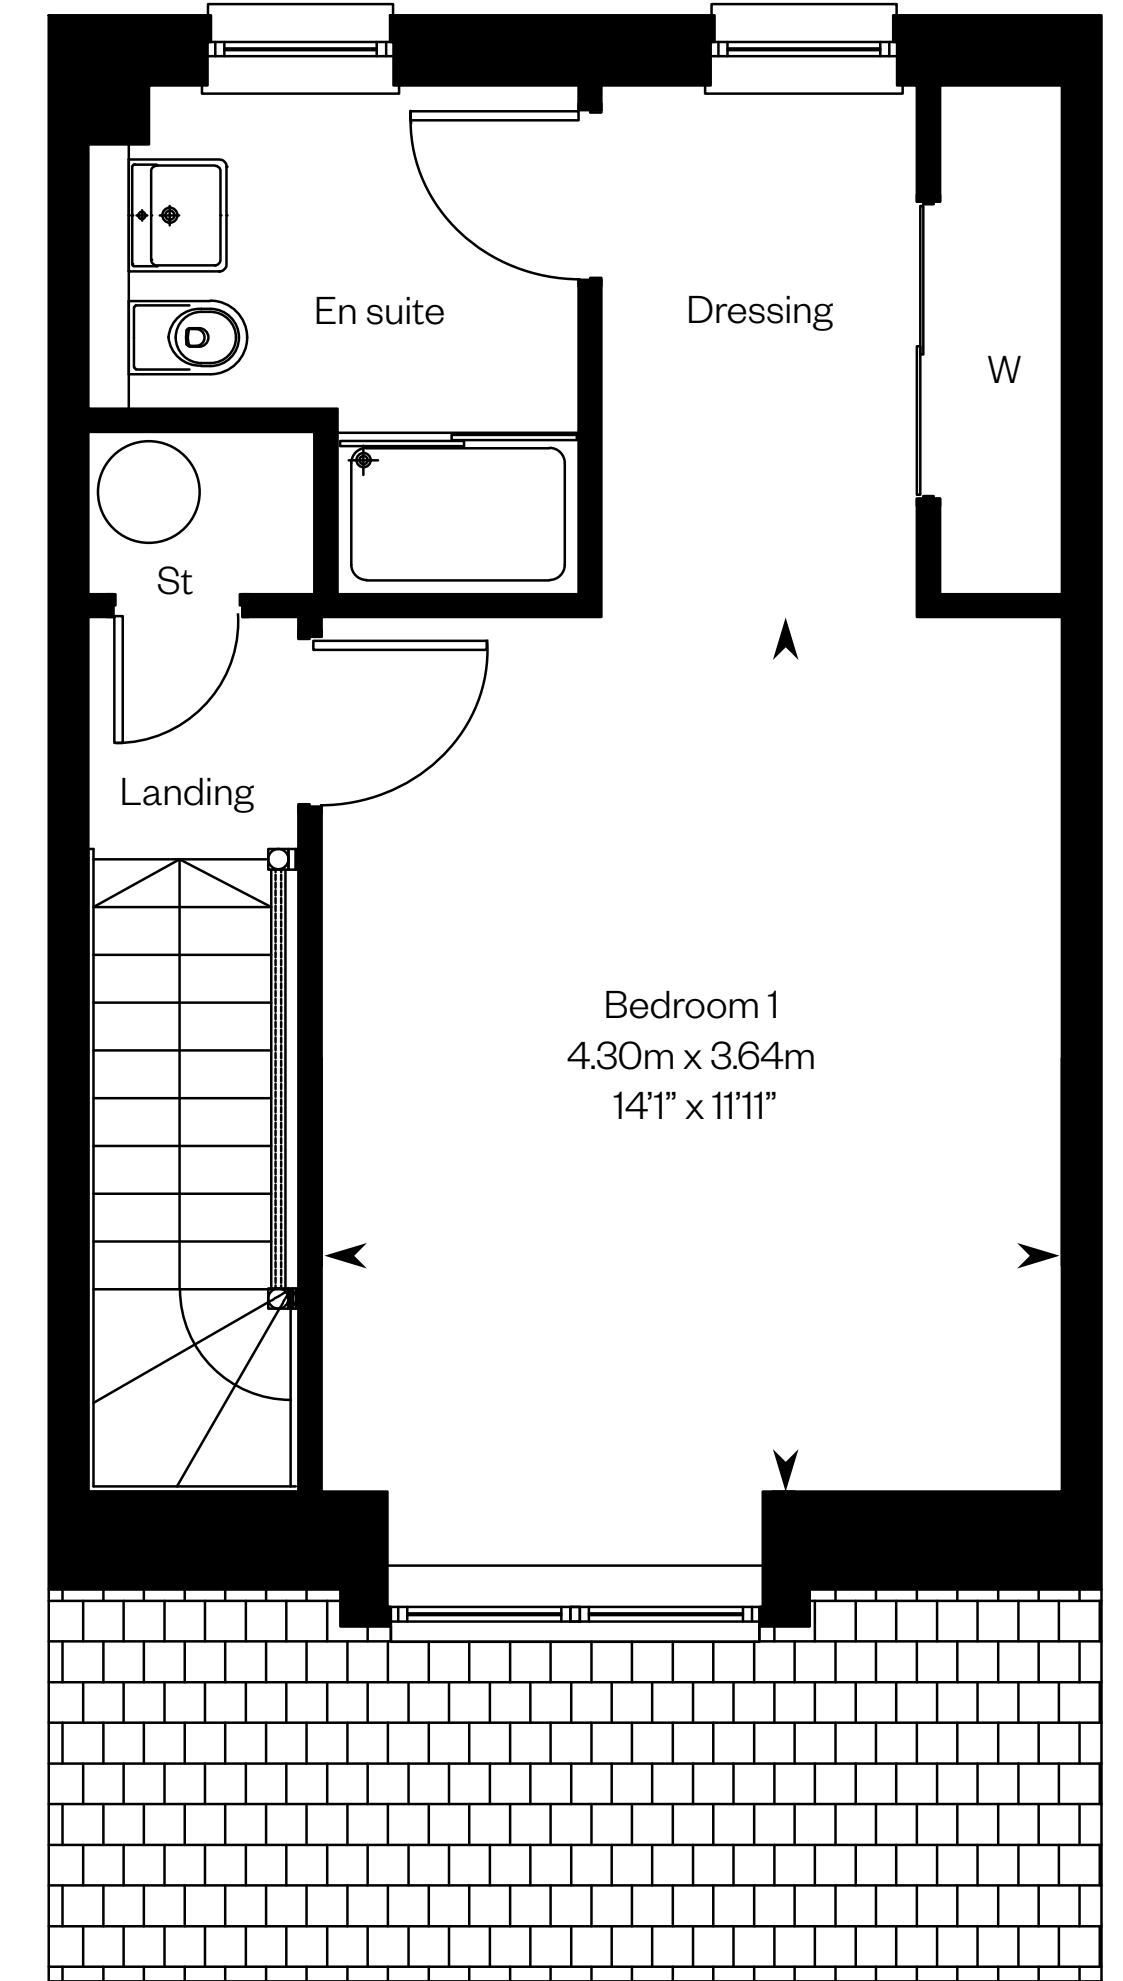 En suite
Dressing
W
St
Landing
Bedroom 1
4.30m x 3.64m
14’1” x 11’11”